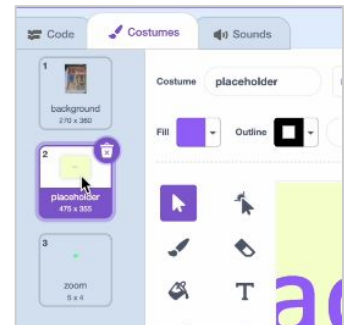 Code
Costumes
Sounds
1
background
270 x 360
2
placeholder
475 x 355
3
zoom
5 x 4
Costume
placeholder
Fill
Outline
T